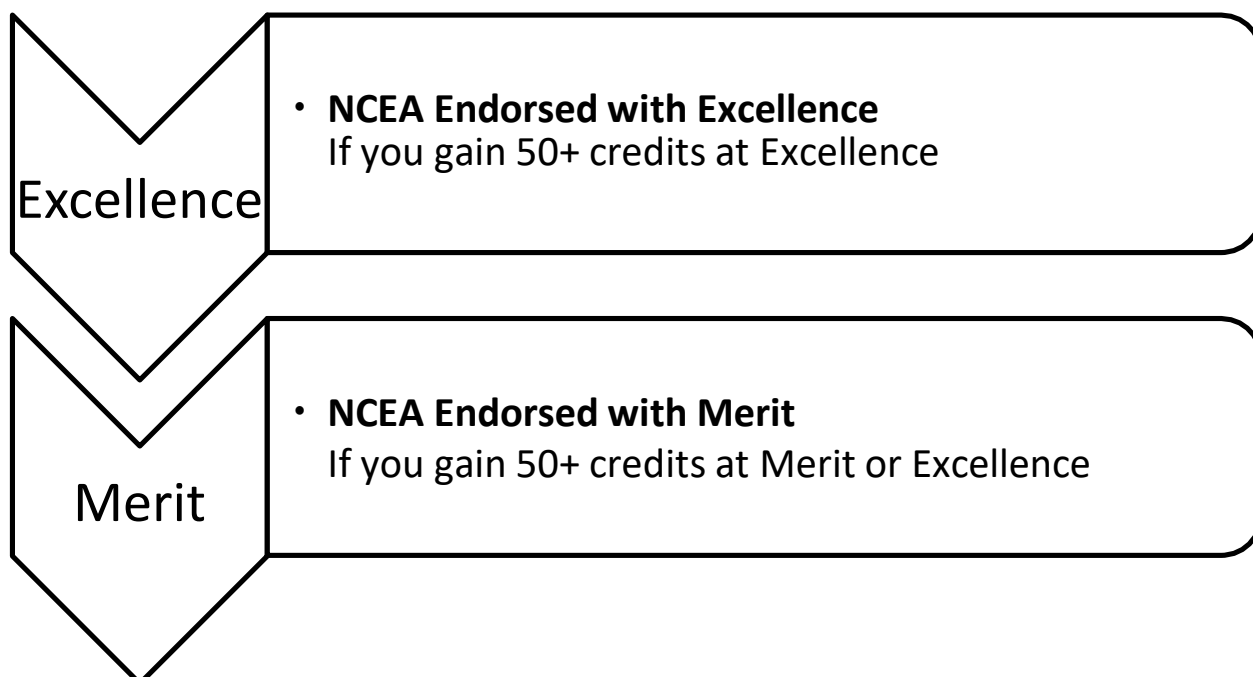 Excellence
· NCEA Endorsed with Excellence
If you gain 50+ credits at Excellence
Merit
· NCEA Endorsed with Merit
If you gain 50+ credits at Merit or Excellence